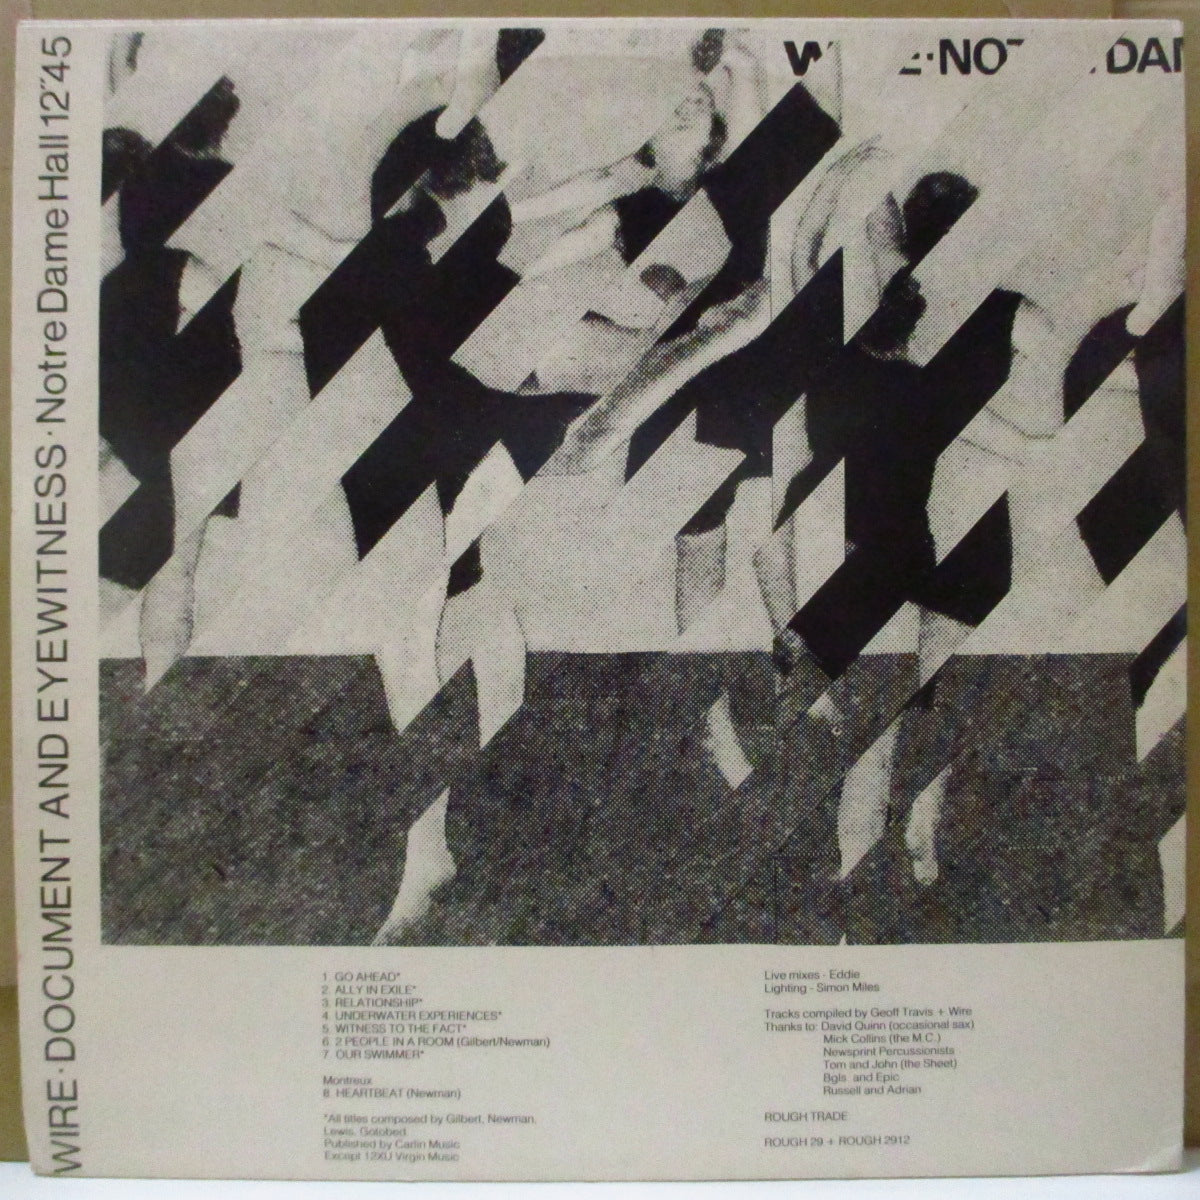 WIRE·DOCUMENT AND EYEWITNESS·Notre Dame Hall 12"45
NO
DA
1. GO AHEAD*
2. ALLY IN EXILE*
3. RELATIONSHIP*
4. UNDERWATER EXPERIENCES*
5. WITNESS TO THE FACT*
6. 2 PEOPLE IN A ROOM (Gilbert/Newman)
7. OUR SWIMMER*
Montreux
8. HEARTBEAT (Newman)
*All titles composed by Gilbert, Newman,
Lewis, Gotobed
Published by Carlin Music
Except 12XU Virgin Music
Live mixes - Eddie
Lighting - Simon Miles
Tracks compiled by Geoff Travis + Wire
Thanks to: David Quinn (occasional sax)
Mick Collins (the M.C.)
Newsprint Percussionists
Tom and John (the Sheet)
Bgls and Epic
Russell and Adrian
ROUGH TRADE
ROUGH 29 + ROUGH 2912